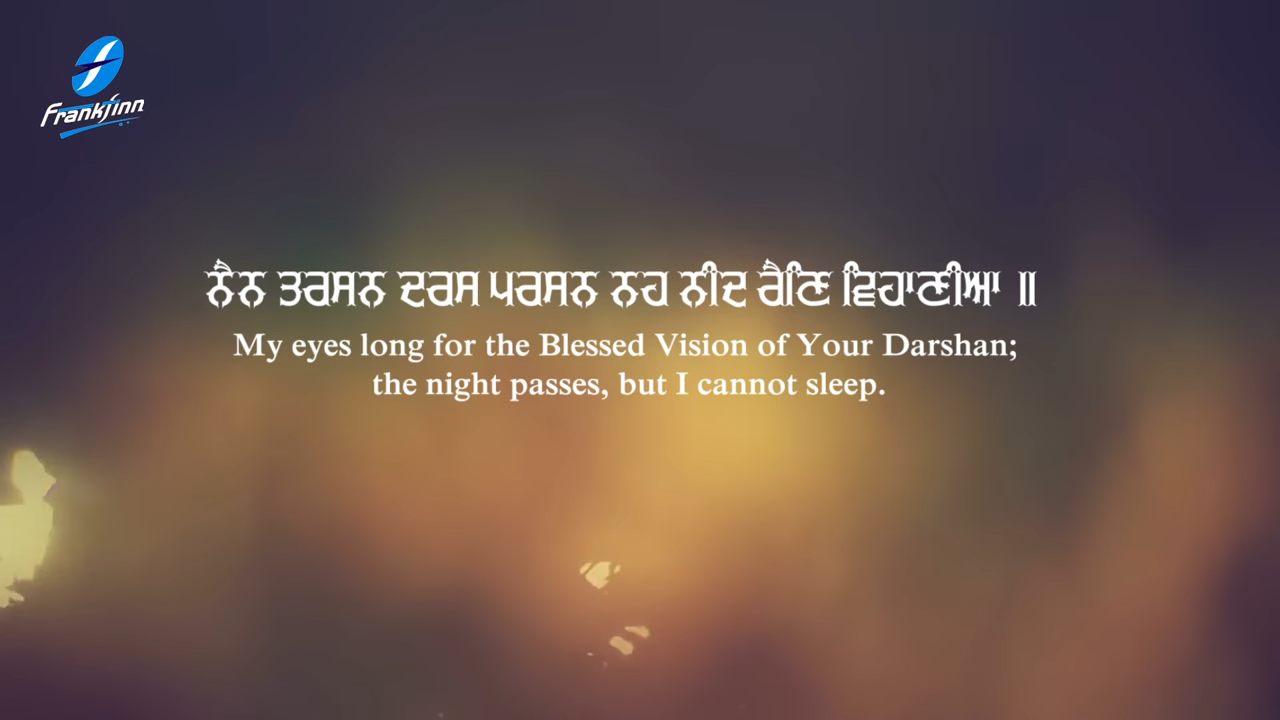 Frankfinn
ਨੈਨ ਤਰਸਨ ਦਰਸ ਪਰਸਨ ਨਹ ਨੀਦ ਰੈਣਿ ਵਿਹਾਣੀਆ ॥
My eyes long for the Blessed Vision of Your Darshan;
the night passes, but I cannot sleep.